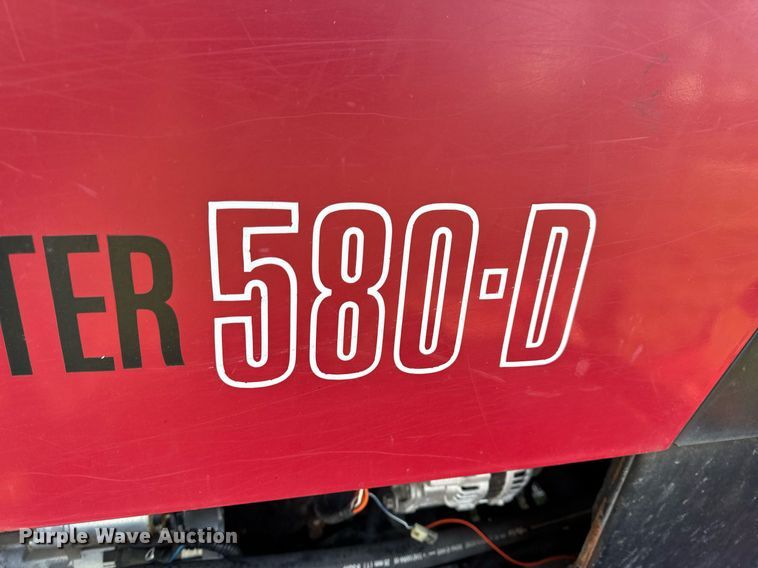 TER 580·D
Purple Wave Auction